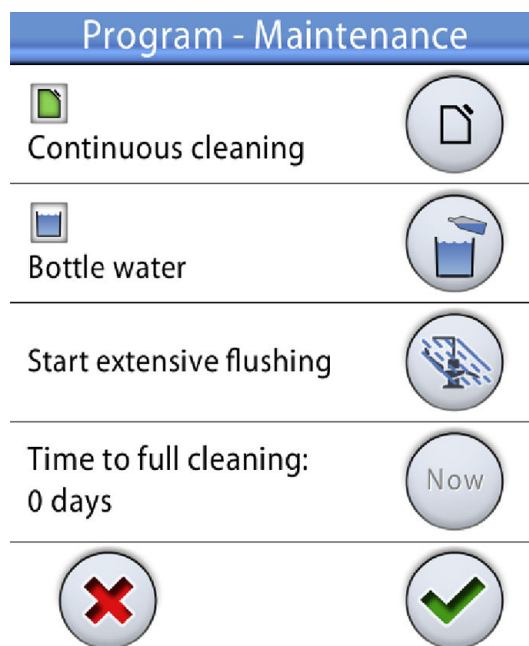 Program - Maintenance
Continuous cleaning
Bottle water
Start extensive flushing
Time to full cleaning:
0 days
Now